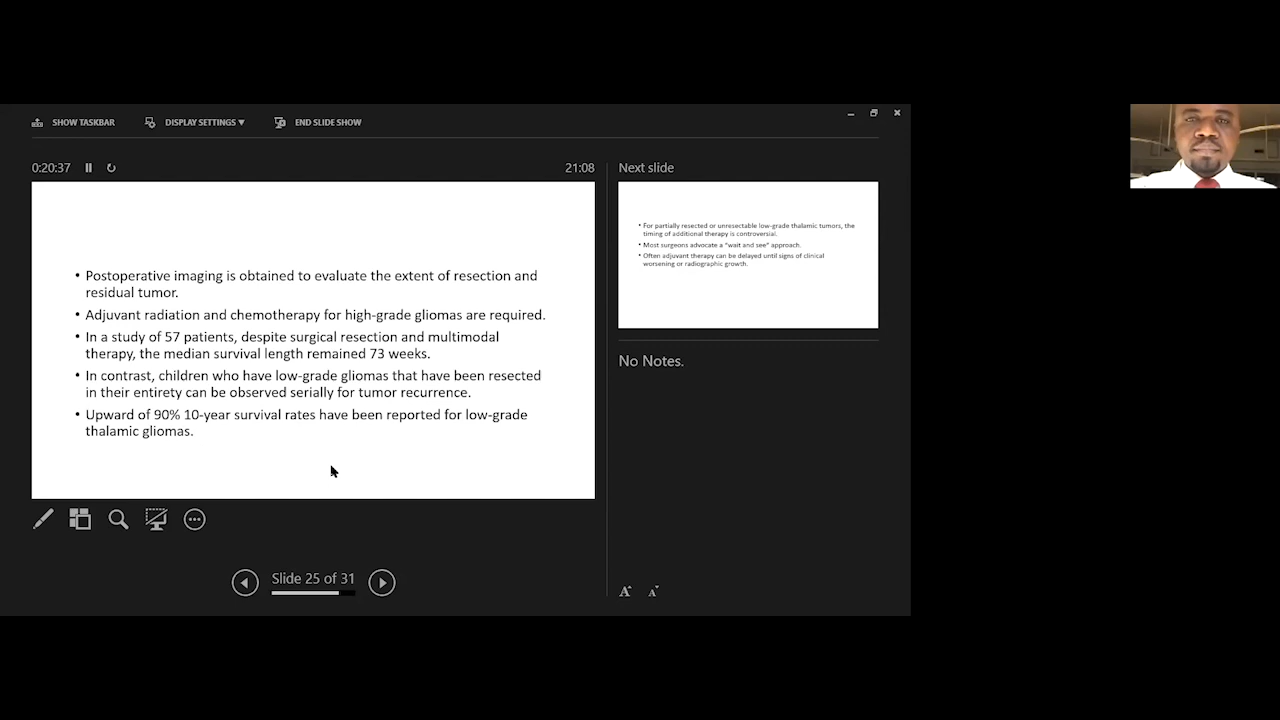 SHOW TASKBAR
DISPLAY SETTINGS ▼
END SLIDE SHOW
0:20:37
21:08
Next slide
• Postoperative imaging is obtained to evaluate the extent of resection and
residual tumor.
• Adjuvant radiation and chemotherapy for high-grade gliomas are required.
• In a study of 57 patients, despite surgical resection and multimodal
therapy, the median survival length remained 73 weeks.
• In contrast, children who have low-grade gliomas that have been resected
in their entirety can be observed serially for tumor recurrence.
• Upward of 90% 10-year survival rates have been reported for low-grade
thalamic gliomas.
• For partially resected or unresectable low-grade thalamic tumors, the
timing of additional therapy is controversial.
• Most surgeons advocate a "wait and see" approach.
• Often adjuvant therapy can be delayed until signs of clinical
worsening or radiographic growth.
No Notes.
Slide 25 of 31
A A